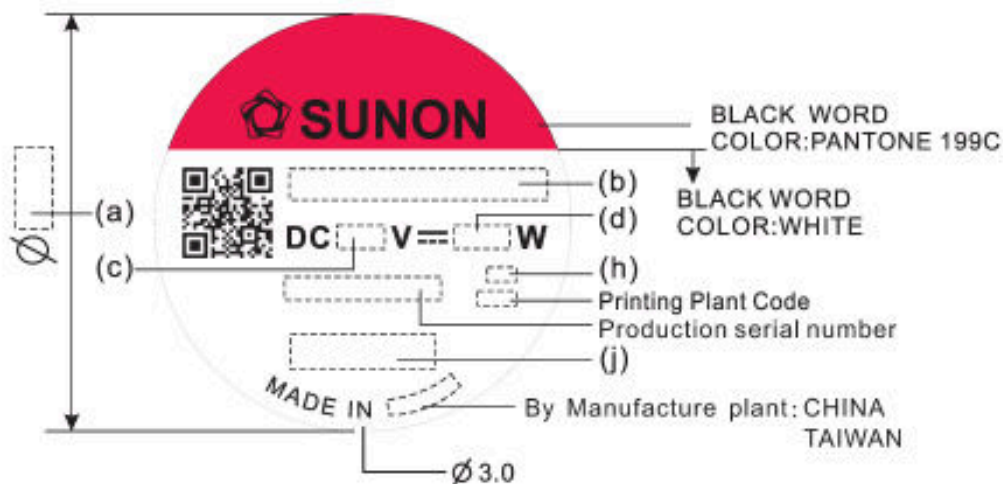 SUNON
BLACK WORD
COLOR:PANTONE 199C
(a)
(b)
BLACK WORD
COLOR:WHITE
(d)
DC V W
(c)
(h)
Printing Plant Code
Production serial number
(j)
MADE IN
By Manufacture plant: CHINA
TAIWAN
Ø
Ø 3.0